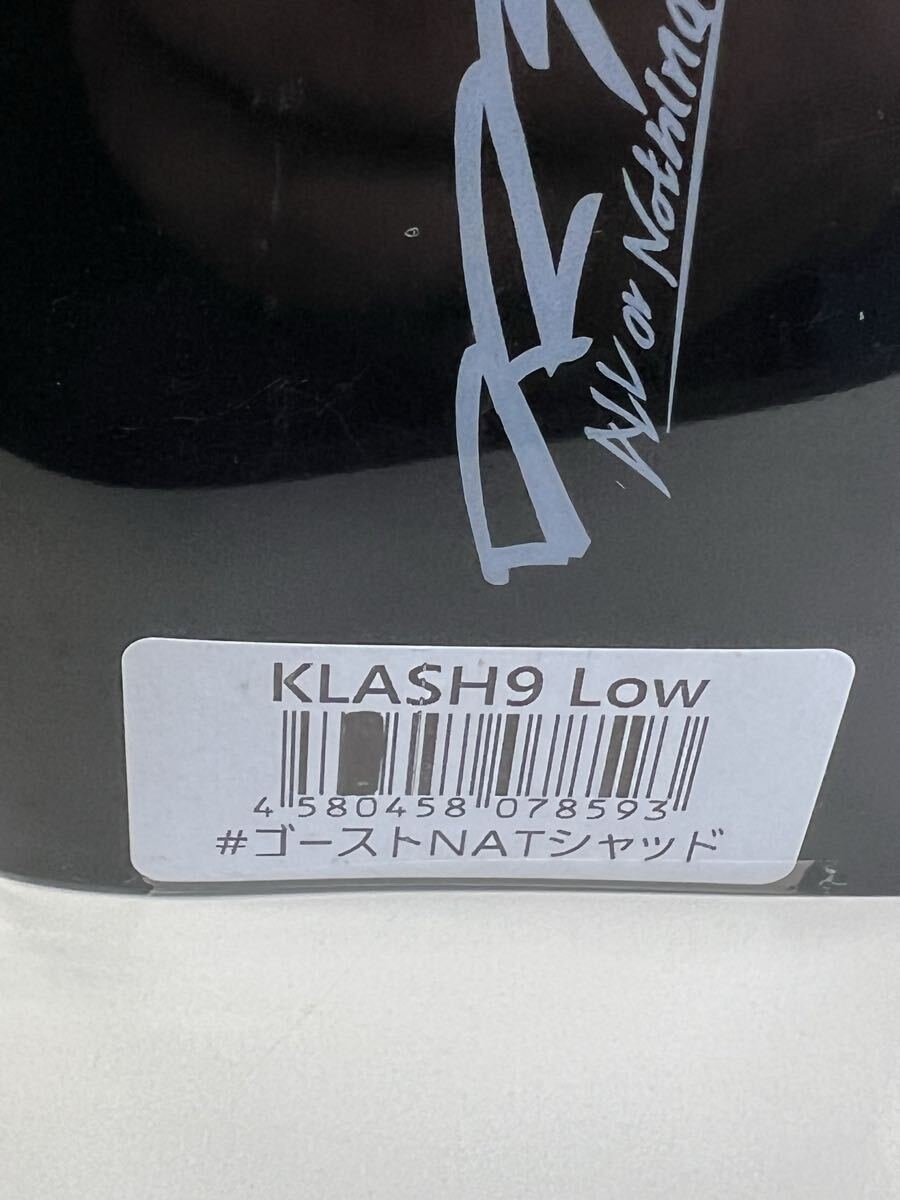 All or Nothing
KLASH9 Low
4 580458 078593
#ゴーストNATシャッド